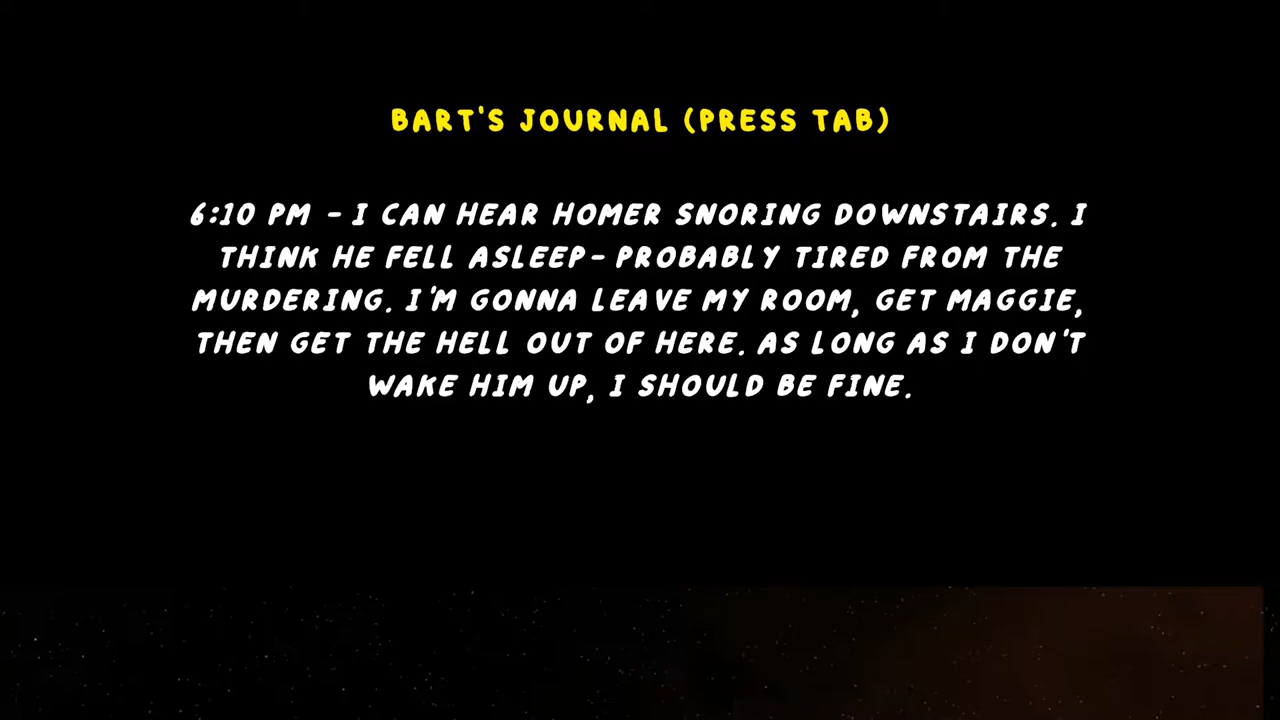 BART'S JOURNAL (PRESS TAB)
6:10 PM - I CAN HEAR HOMER SNORING DOWNSTAIRS. I
THINK HE FELL ASLEEP- PROBABLY TIRED FROM THE
MURDERING. I'M GONNA LEAVE MY ROOM, GET MAGGIE,
THEN GET THE HELL OUT OF HERE. AS LONG AS I DON'T
WAKE HIM UP, I SHOULD BE FINE.